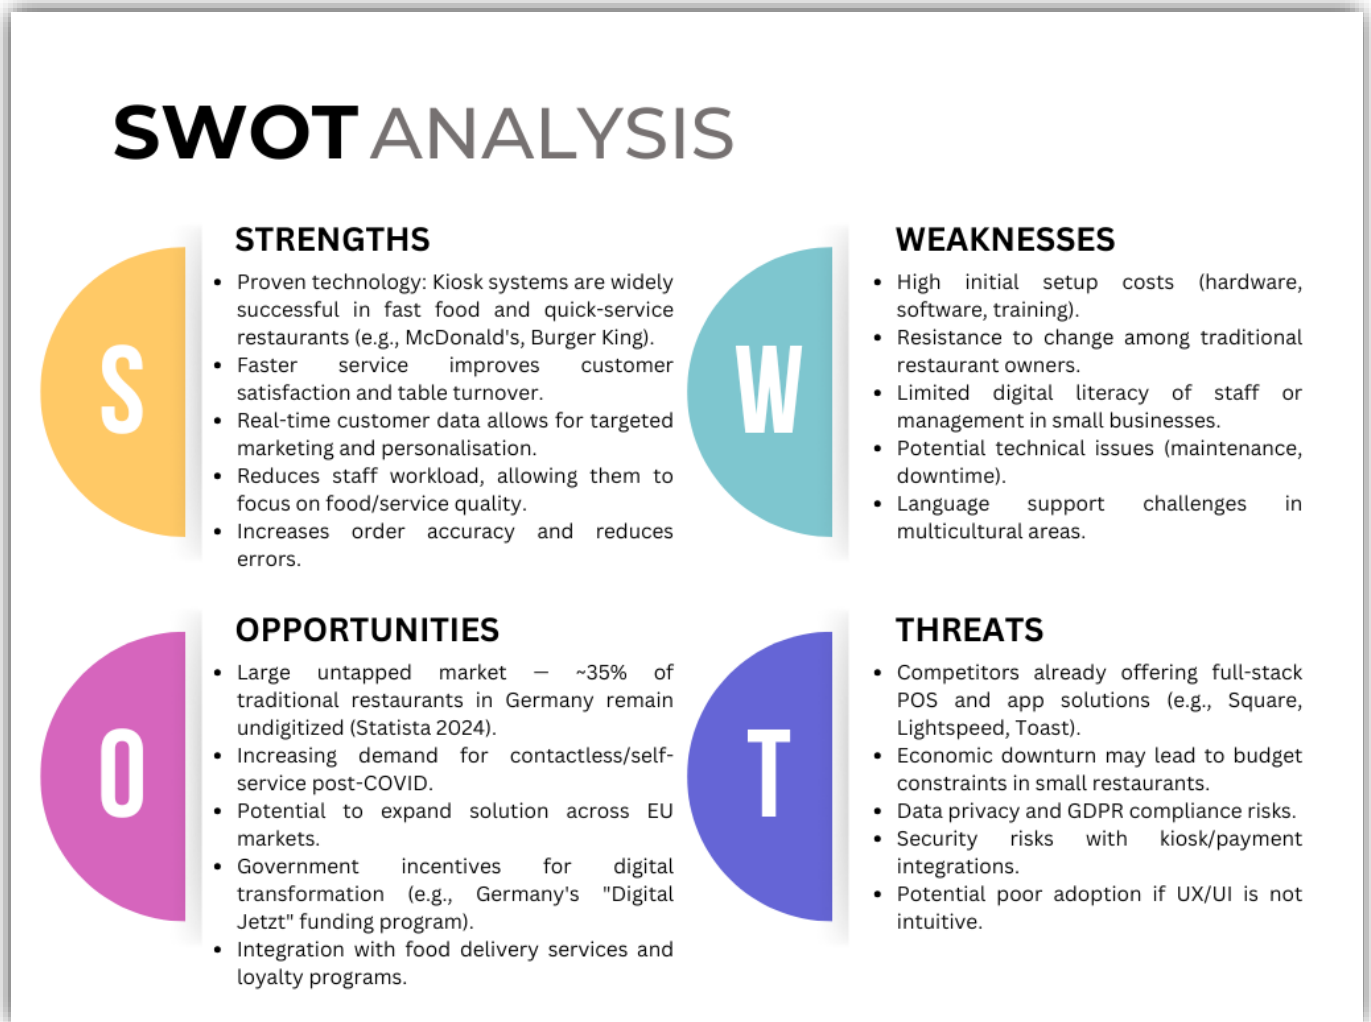 SWOT ANALYSIS
S
STRENGTHS
• Proven technology: Kiosk systems are widely
successful in fast food and quick-service
restaurants (e.g., McDonald's, Burger King).
• Faster service improves customer
satisfaction and table turnover.
• Real-time customer data allows for targeted
marketing and personalisation.
• Reduces staff workload, allowing them to
focus on food/service quality.
• Increases order accuracy and reduces
errors.
W
WEAKNESSES
• High initial setup costs (hardware,
software, training).
• Resistance to change among traditional
restaurant owners.
• Limited digital literacy of staff or
management in small businesses.
• Potential technical issues (maintenance,
downtime).
• Language support challenges in
multicultural areas.
O
OPPORTUNITIES
• Large untapped market — ~35% of
traditional restaurants in Germany remain
undigitized (Statista 2024).
• Increasing demand for contactless/self-
service post-COVID.
• Potential to expand solution across EU
markets.
• Government incentives for digital
transformation (e.g., Germany's "Digital
Jetzt" funding program).
• Integration with food delivery services and
loyalty programs.
T
THREATS
• Competitors already offering full-stack
POS and app solutions (e.g., Square,
Lightspeed, Toast).
• Economic downturn may lead to budget
constraints in small restaurants.
• Data privacy and GDPR compliance risks.
• Security risks with kiosk/payment
integrations.
• Potential poor adoption if UX/UI is not
intuitive.